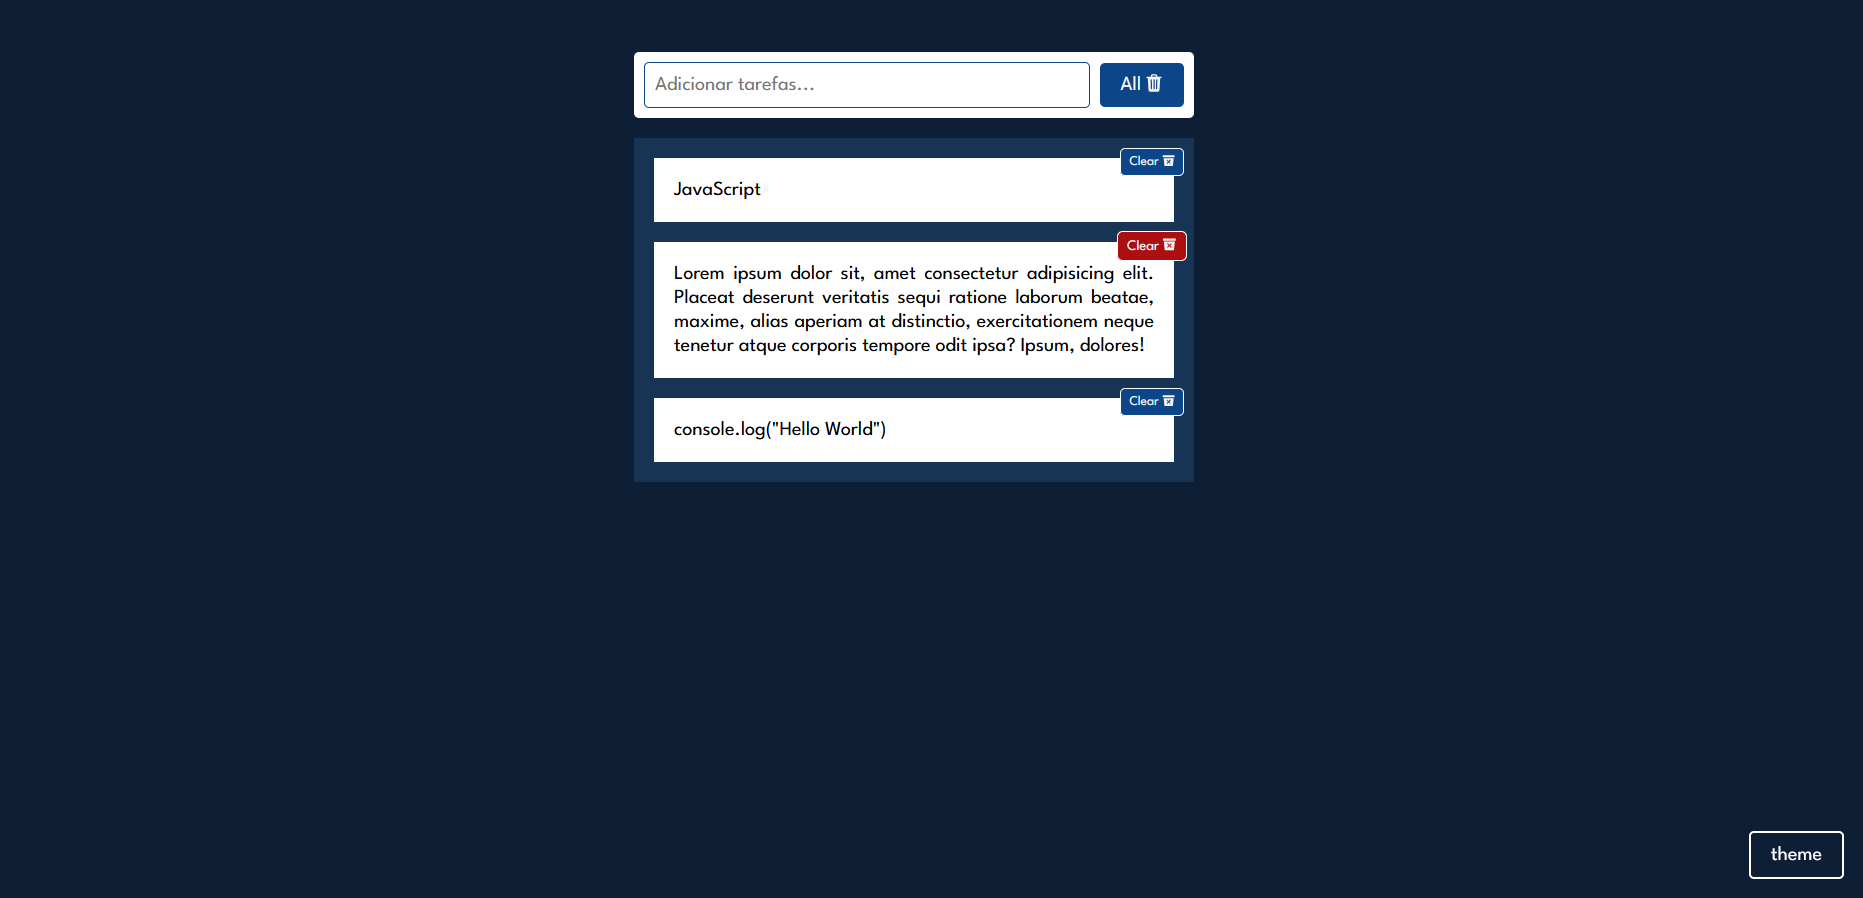 Adicionar tarefas...
All
Clear
JavaScript
Clear
Lorem ipsum dolor sit, amet consectetur adipisicing elit.
Placeat deserunt veritatis sequi ratione laborum beatae,
maxime, alias aperiam at distinctio, exercitationem neque
tenetur atque corporis tempore odit ipsa? Ipsum, dolores!
Clear
console.log("Hello World")
theme